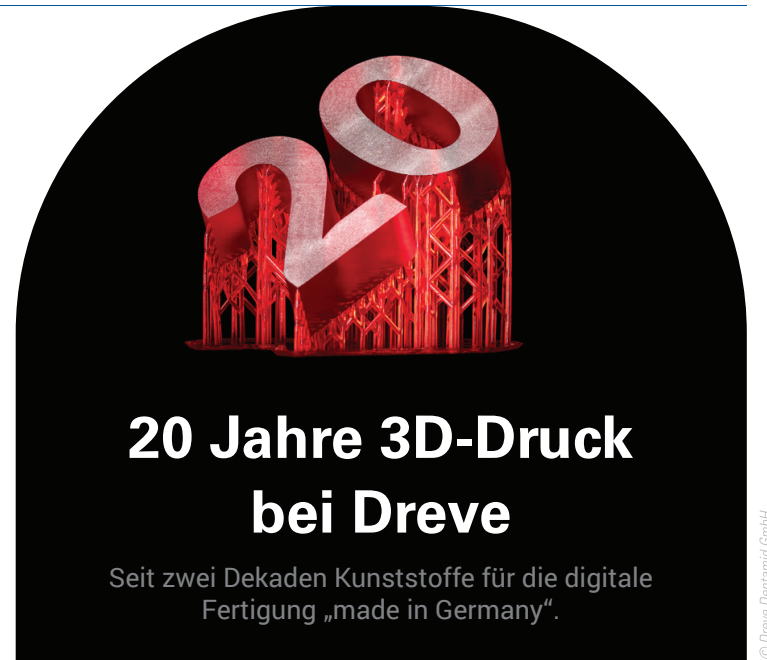 20
20 Jahre 3D-Druck
bei Dreve
Seit zwei Dekaden Kunststoffe für die digitale
Fertigung „made in Germany“.
© Dreve Dentamid GmbH